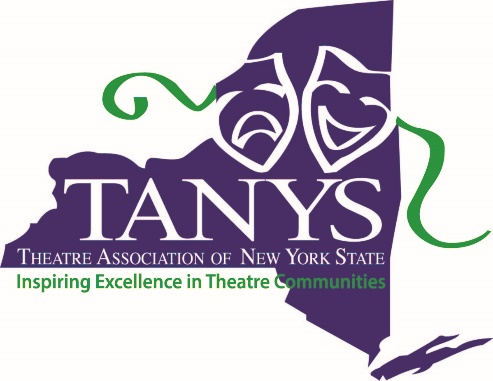 TANYS
THEATRE ASSOCIATION OF NEW YORK STATE
Inspiring Excellence in Theatre Communities